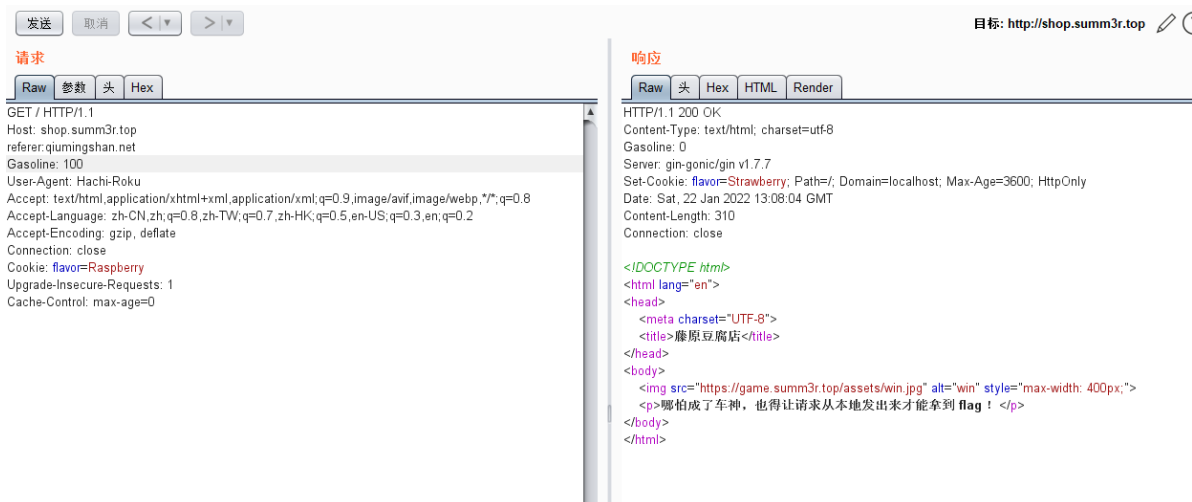 发送 取消 < > 目标: http://shop.summ3r.top
请求
Raw 参数 头 Hex
GET / HTTP/1.1
Host: shop.summ3r.top
referer:qiumingshan.net
Gasoline: 100
User-Agent: Hachi-Roku
Accept: text/html,application/xhtml+xml,application/xml;q=0.9,image/avif,image/webp,*/*;q=0.8
Accept-Language: zh-CN,zh;q=0.8,zh-TW;q=0.7,zh-HK;q=0.5,en-US;q=0.3,en;q=0.2
Accept-Encoding: gzip, deflate
Connection: close
Cookie: flavor=Raspberry
Upgrade-Insecure-Requests: 1
Cache-Control: max-age=0
响应
Raw 头 Hex HTML Render
HTTP/1.1 200 OK
Content-Type: text/html; charset=utf-8
Gasoline: 0
Server: gin-gonic/gin v1.7.7
Set-Cookie: flavor=Strawberry; Path=/; Domain=localhost; Max-Age=3600; HttpOnly
Date: Sat, 22 Jan 2022 13:08:04 GMT
Content-Length: 310
Connection: close
<!DOCTYPE html>
<html lang="en">
<head>
<meta charset="UTF-8">
<title>藤原豆腐店</title>
</head>
<body>
<img src="https://game.summ3r.top/assets/win.jpg" alt="win" style="max-width: 400px;">
<p>哪怕成了车神，也得让请求从本地发出来才能拿到 flag ！</p>
</body>
</html>